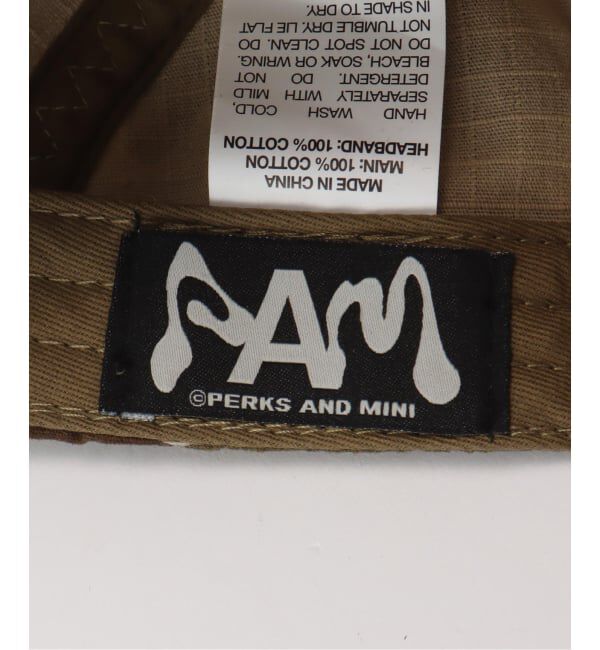 MADE IN CHINA
MAIN: 100% COTTON
HEADBAND: 100% COTTON
HAND WASH COLD,
SEPARATELY WITH MILD
DETERGENT. DO NOT
BLEACH, SOAK OR WRING.
DO NOT SPOT CLEAN. DO
NOT TUMBLE DRY. LIE FLAT
IN SHADE TO DRY.
PAM
©PERKS AND MINI